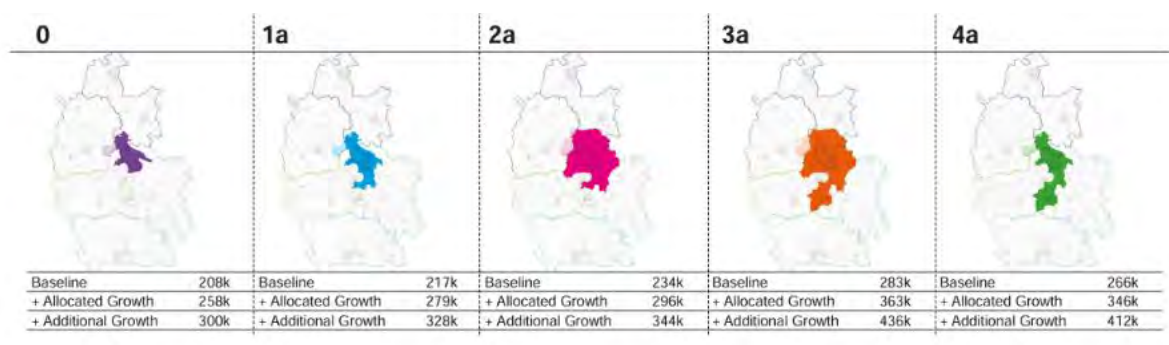 0 1a 2a 3a 4a
Baseline 208k Baseline 217k Baseline 234k Baseline 283k Baseline 266k
+ Allocated Growth 258k + Allocated Growth 279k + Allocated Growth 296k + Allocated Growth 363k + Allocated Growth 346k
+ Additional Growth 300k + Additional Growth 328k + Additional Growth 344k + Additional Growth 436k + Additional Growth 412k